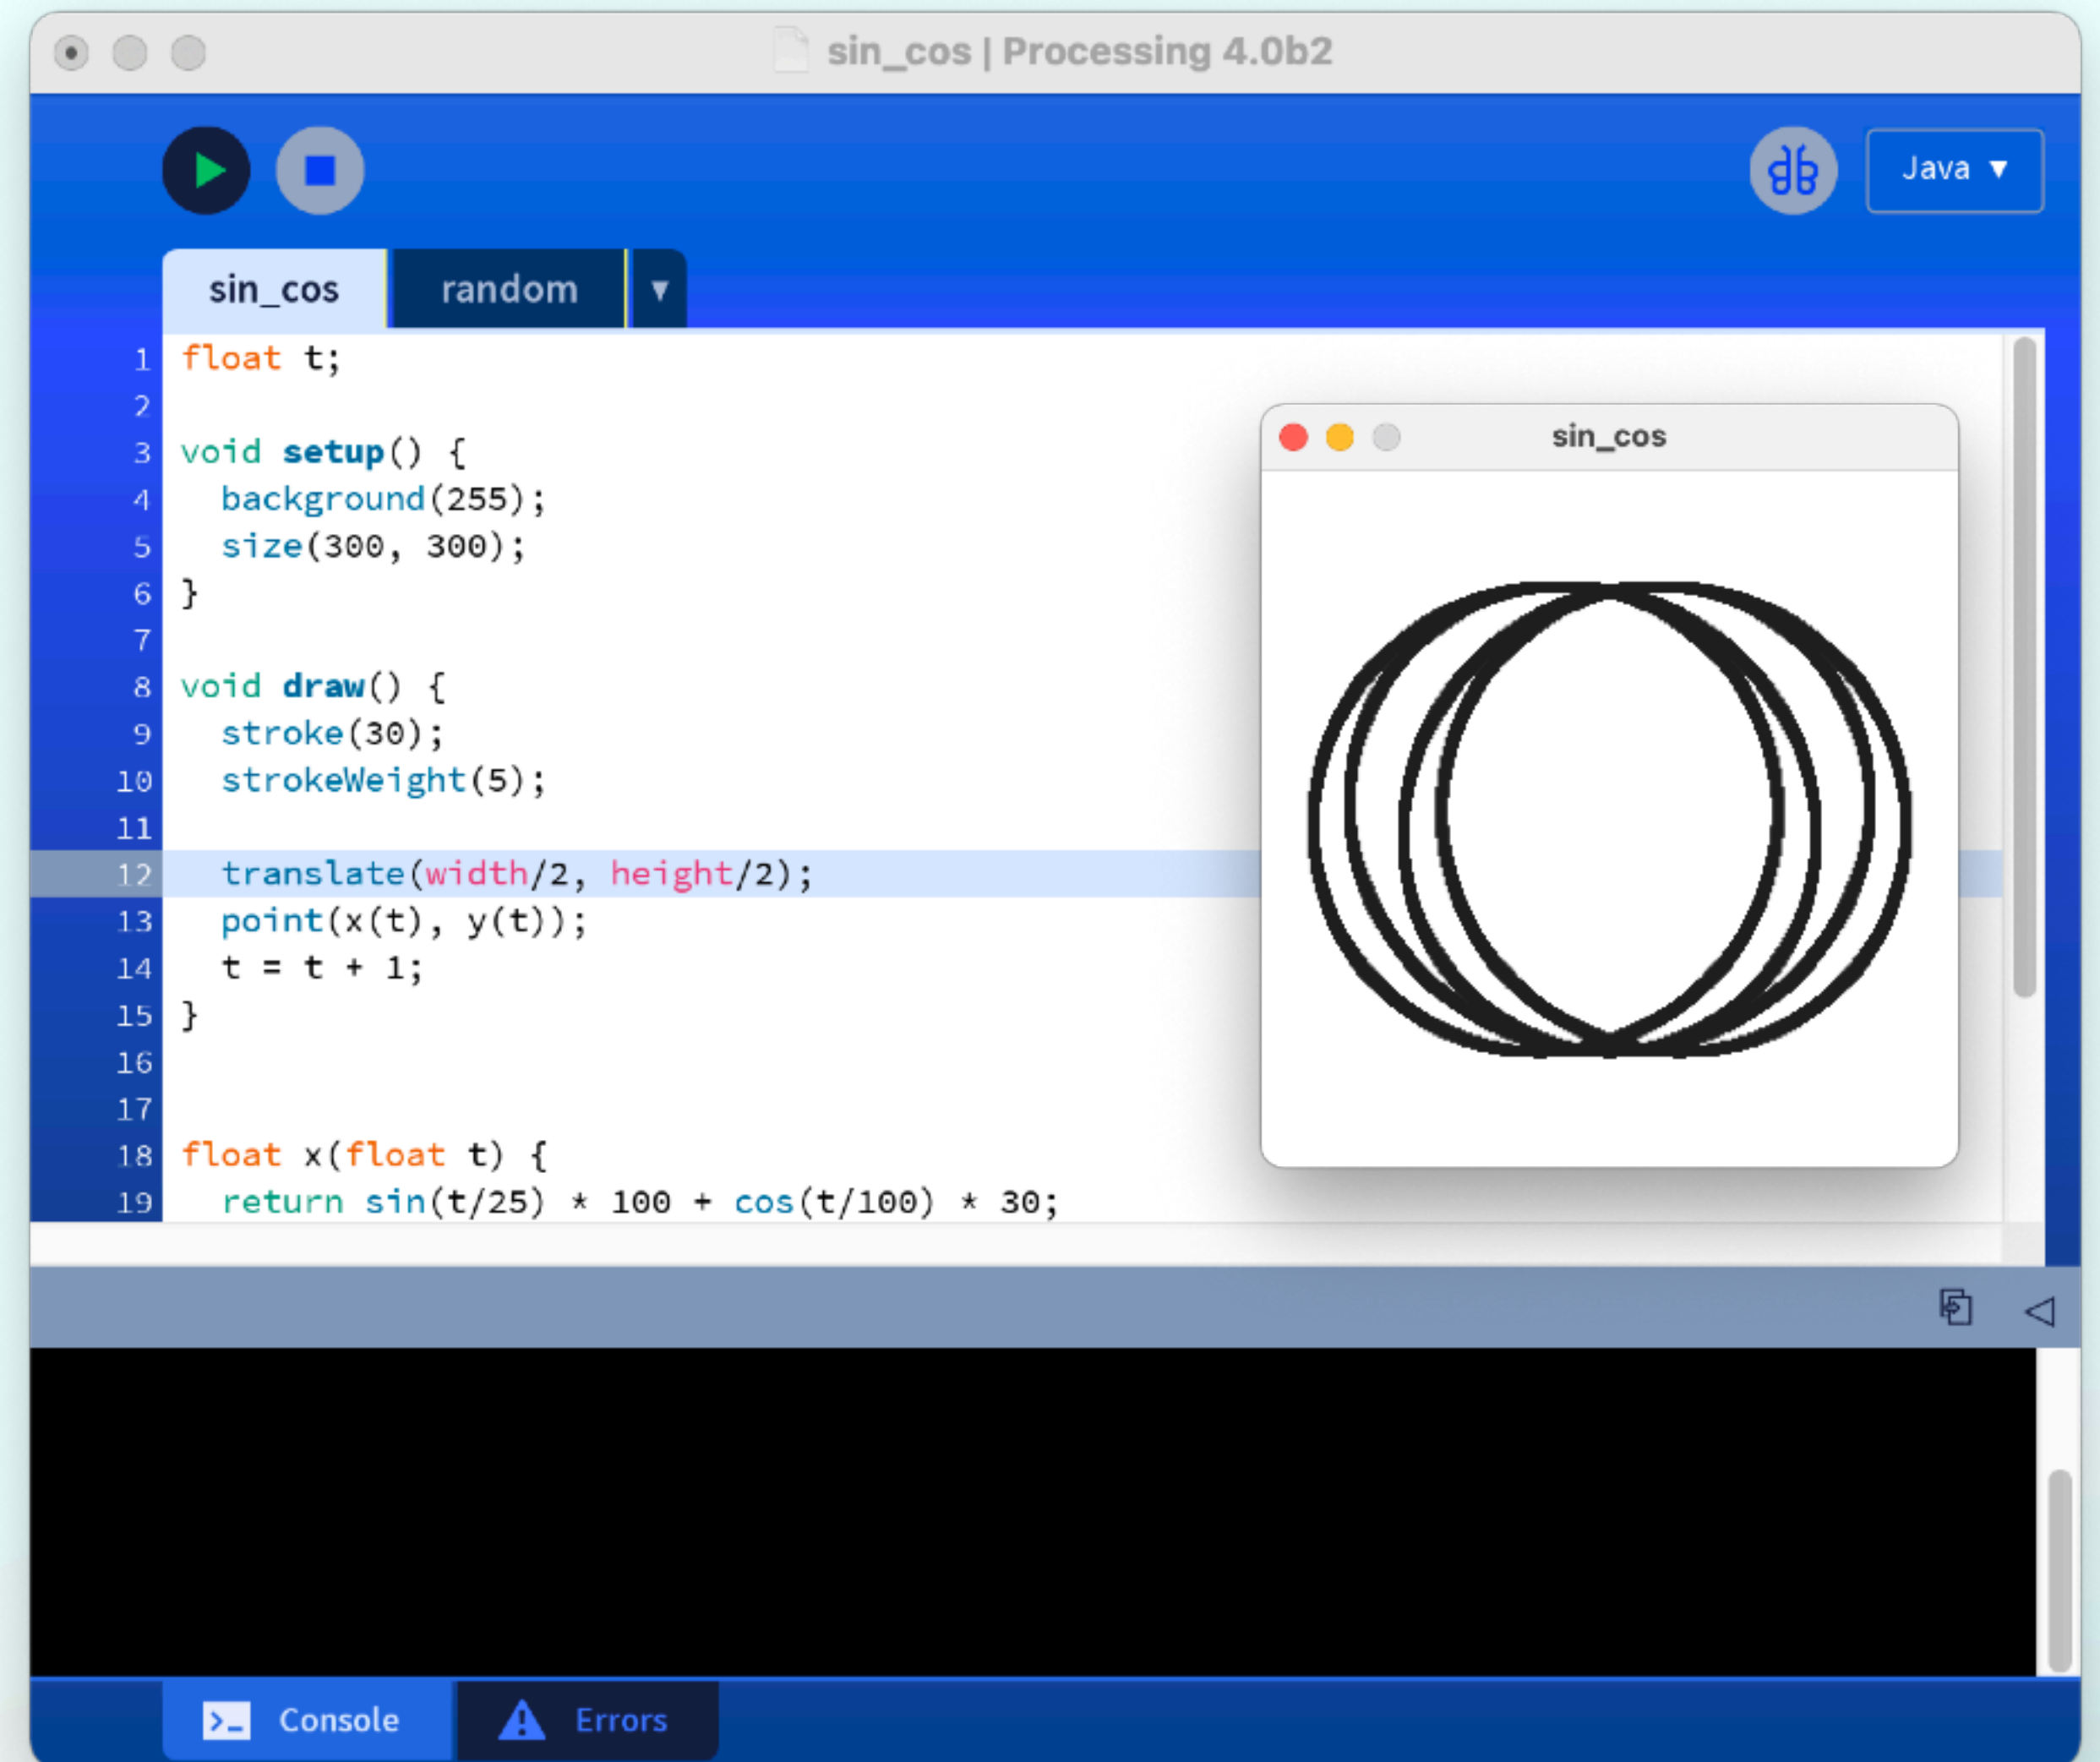 sin_cos | Processing 4.0b2
Java ▼
sin_cos random ▼
1 float t;
2
3 void setup() {
4   background(255);
5   size(300, 300);
6 }
7
8 void draw() {
9   stroke(30);
10   strokeWeight(5);
11
12   translate(width/2, height/2);
13   point(x(t), y(t));
14   t = t + 1;
15 }
16
17
18 float x(float t) {
19   return sin(t/25) * 100 + cos(t/100) * 30;
sin_cos
Console Errors